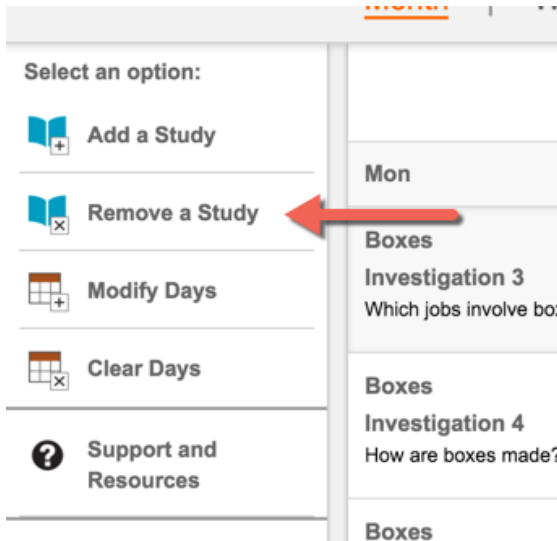 Month
Select an option:
Add a Study
Remove a Study
Modify Days
Clear Days
Support and
Resources
Mon
Boxes
Investigation 3
Which jobs involve
Boxes
Investigation 4
How are boxes made?
Boxes